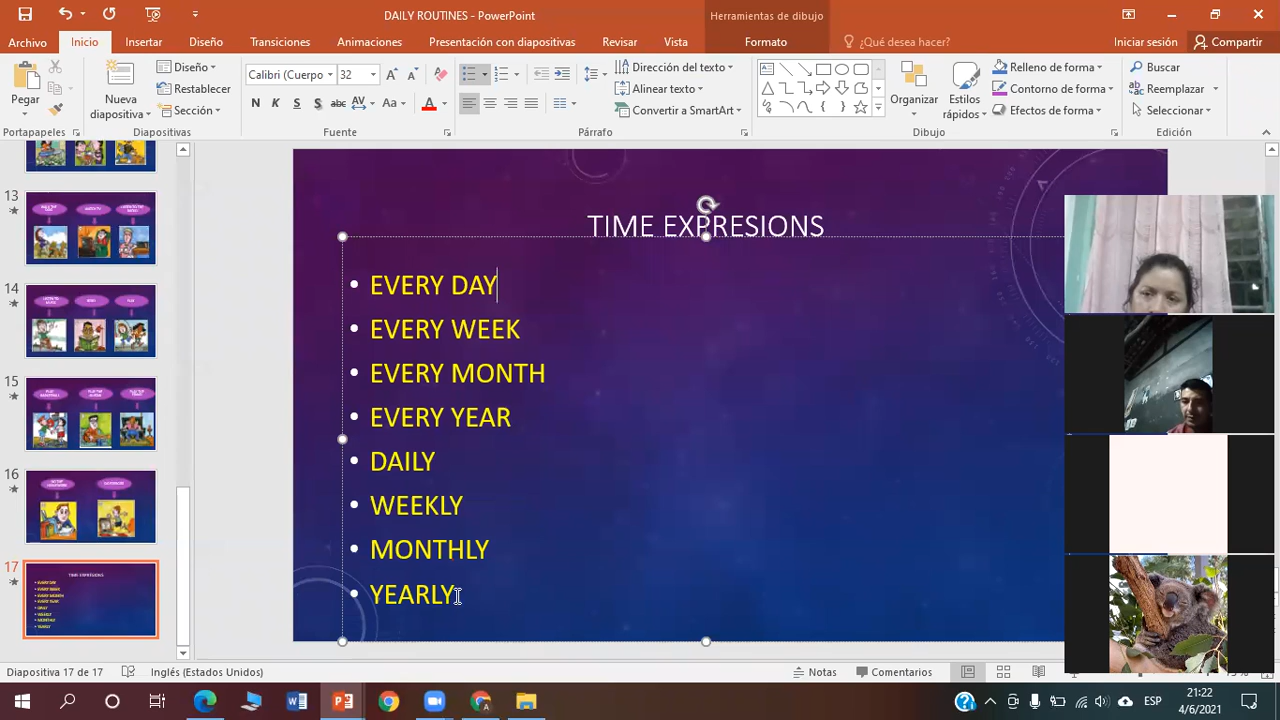 DAILY ROUTINES - PowerPoint
Herramientas de dibujo
Archivo Inicio Insertar Diseño Transiciones Animaciones Presentación con diapositivas Revisar Vista Formato ¿Qué desea hacer? Iniciar sesión Compartir
Pegar
Nueva diapositiva
Diseño
Restablecer
Sección
Calibri (Cuerpo 32
N K S S abc AV Aa A
Dirección del texto
Alinear texto
Convertir a SmartArt
Organizar
Estilos rápidos
Relleno de forma
Contorno de forma
Efectos de forma
Buscar
Reemplazar
Seleccionar
Portapapeles Diapositivas Fuente Párrafo Dibujo Edición
13
14
15
16
17
TIME EXPRESIONS
EVERY DAY
EVERY WEEK
EVERY MONTH
EVERY YEAR
DAILY
WEEKLY
MONTHLY
YEARLY
Diapositiva 17 de 17 Inglés (Estados Unidos) Notas Comentarios
ESP
21:22
4/6/2021